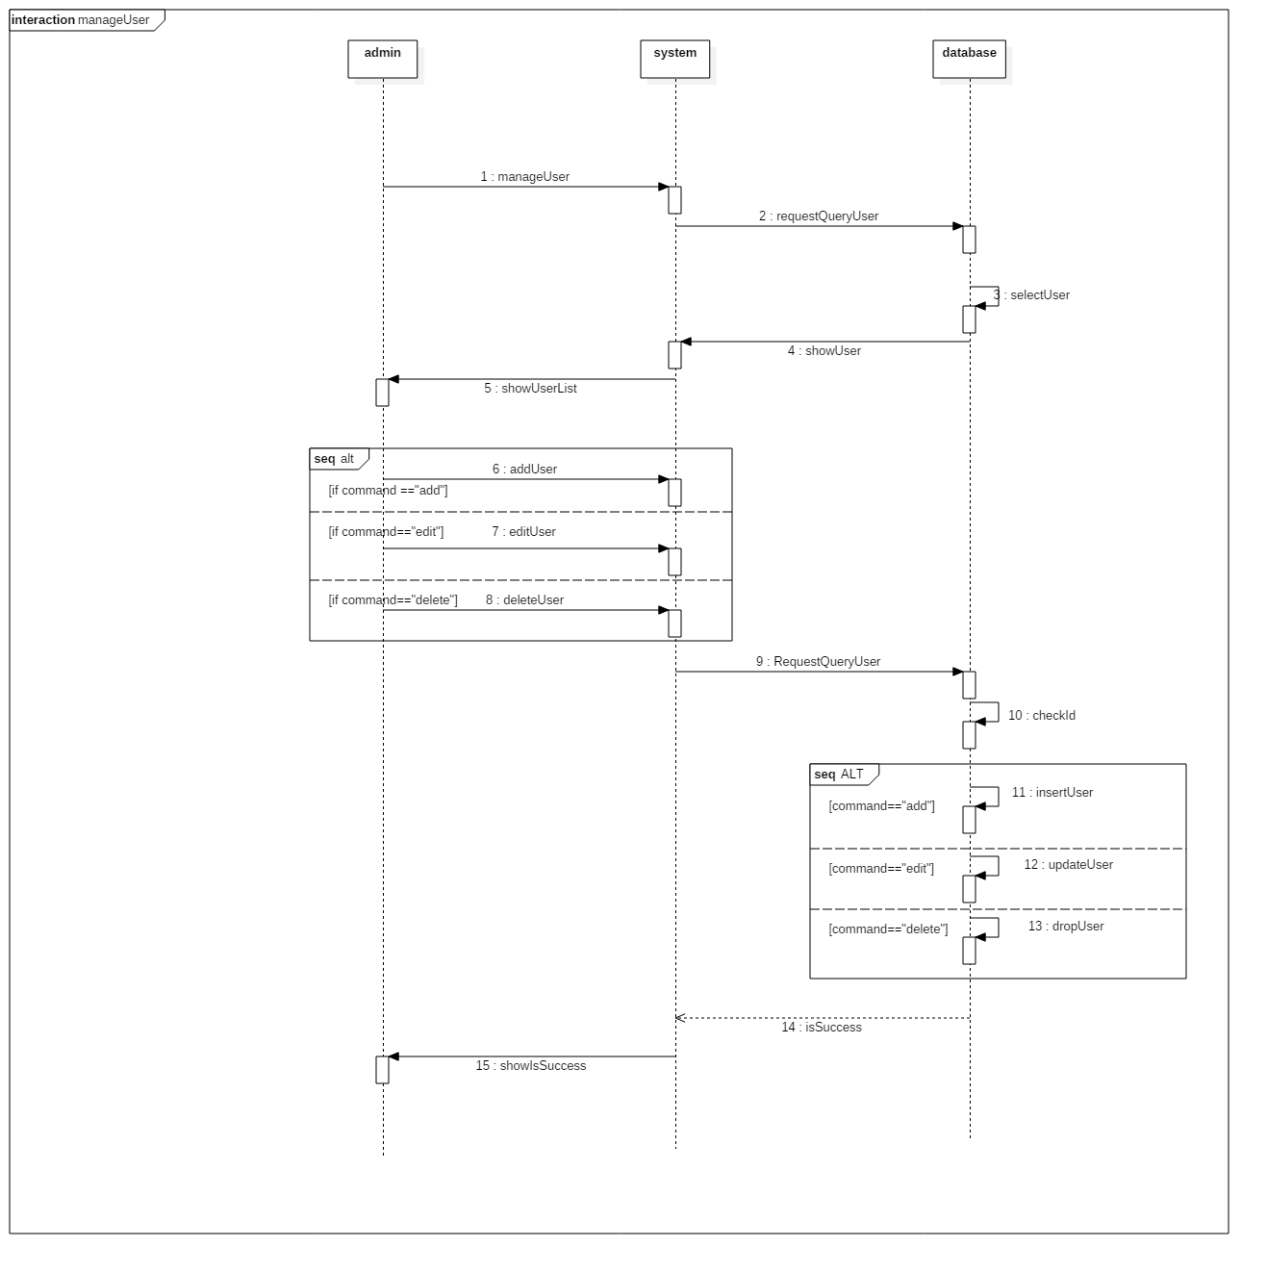 interaction manageUser
admin
system
database
1 : manageUser
2 : requestQueryUser
3 : selectUser
4 : showUser
5 : showUserList
seq alt
6 : addUser
[if command =="add"]
[if command=="edit"]
7 : editUser
[if command=="delete"]
8 : deleteUser
9 : RequestQueryUser
10 : checkId
seq ALT
11 : insertUser
[command=="add"]
12 : updateUser
[command=="edit"]
13 : dropUser
[command=="delete"]
14 : isSuccess
15 : showIsSuccess